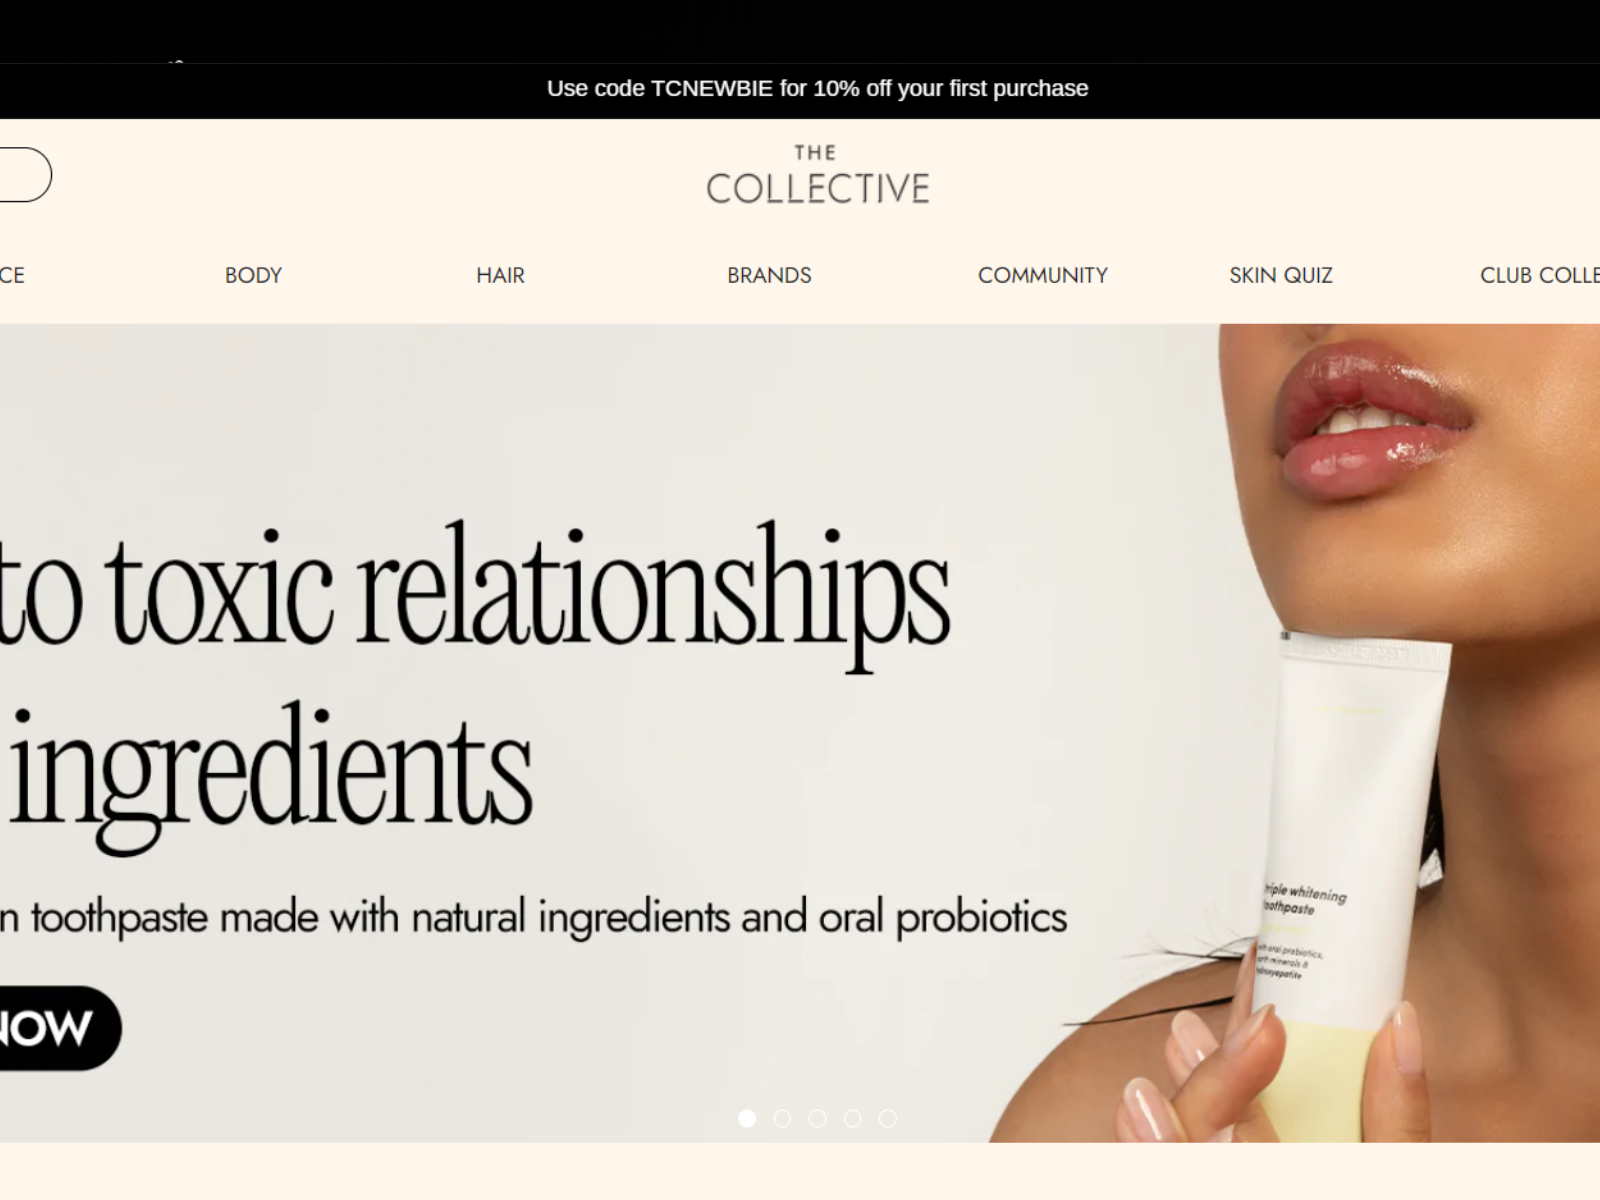 Use code TCNEWBIE for 10% off your first purchase
THE
COLLECTIVE
CE BODY HAIR BRANDS COMMUNITY SKIN QUIZ CLUB COLLE
to toxic relationships
ingredients
n toothpaste made with natural ingredients and oral probiotics
NOW
triple whitening
toothpaste
with oral probiotics,
earth minerals &
hydroxyapatite